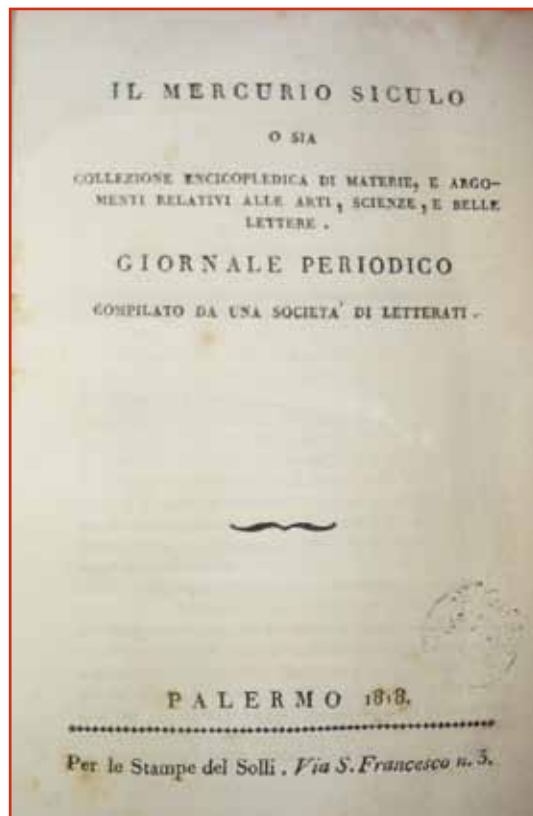 IL MERCURIO SICULO
O SIA
COLLEZIONE ENCICOPLEDICA DI MATERIE, E ARGO-
MENTI RELATIVI ALLE ARTI, SCIENZE, E BELLE
LETTERE.
GIORNALE PERIODICO
COMPILATO DA UNA SOCIETA' DI LETTERATI.
PALERMO 1818.
Per le Stampe del Solli. Via S. Francesco n. 3.